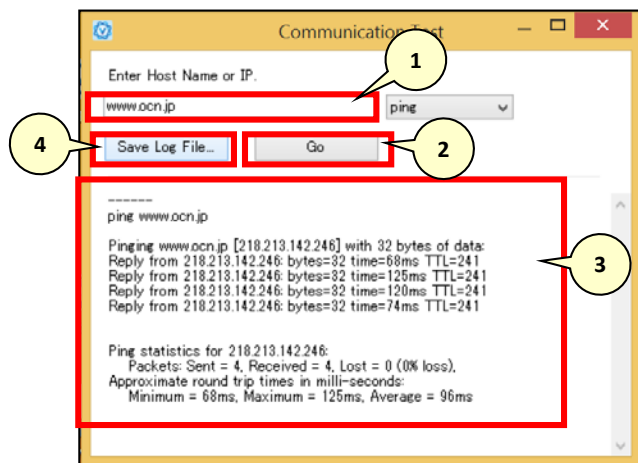 Communication Test
1
Enter Host Name or IP.
www.ocn.jp
ping
4
Save Log File...
Go
2
------
ping www.ocn.jp
Pinging www.ocn.jp [218.213.142.246] with 32 bytes of data:
Reply from 218.213.142.246: bytes=32 time=68ms TTL=241
Reply from 218.213.142.246: bytes=32 time=125ms TTL=241
Reply from 218.213.142.246: bytes=32 time=120ms TTL=241
Reply from 218.213.142.246: bytes=32 time=74ms TTL=241
3
Ping statistics for 218.213.142.246:
Packets: Sent = 4, Received = 4, Lost = 0 (0% loss),
Approximate round trip times in milli-seconds:
Minimum = 68ms, Maximum = 125ms, Average = 96ms